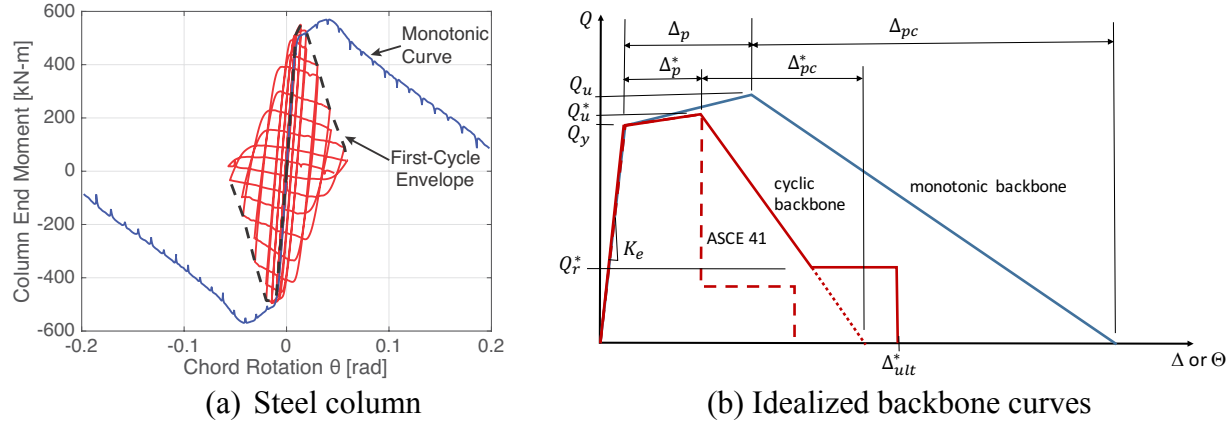 600
400
200
0
-200
-400
-600
Column End Moment [kN-m]
Monotonic
Curve
First-Cycle
Envelope
-0.2
-0.1
0
0.1
0.2
Chord Rotation θ [rad]
(a) Steel column
Q
Δp
Δpc
Δ*p
Δ*pc
Qu
Q*u
Qy
cyclic
backbone
monotonic backbone
ASCE 41
Ke
Q*r
Δ*ult
Δ or Θ
(b) Idealized backbone curves